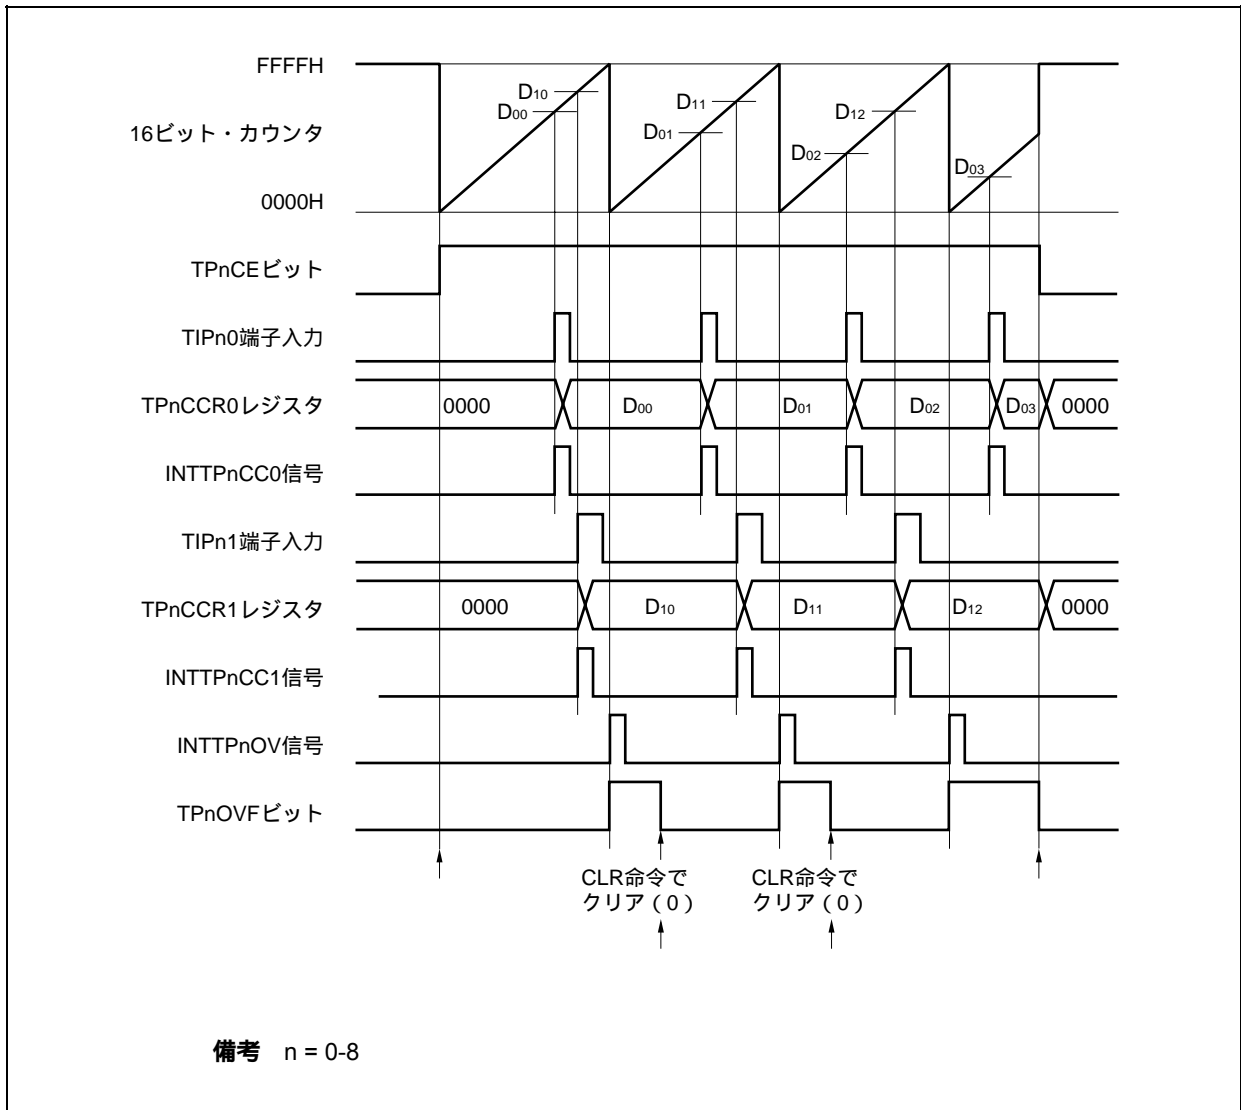 FFFFH
16ビット・カウンタ
0000H
D10
D00
D11
D01
D12
D02
D03
TPnCEビット
TIPn0端子入力
TPnCCR0レジスタ
0000 D00 D01 D02 D03 0000
INTTPnCC0信号
TIPn1端子入力
TPnCCR1レジスタ
0000 D10 D11 D12 0000
INTTPnCC1信号
INTTPnOV信号
TPnOVFビット
CLR命令で
クリア(0)
CLR命令で
クリア(0)
備考 n = 0-8